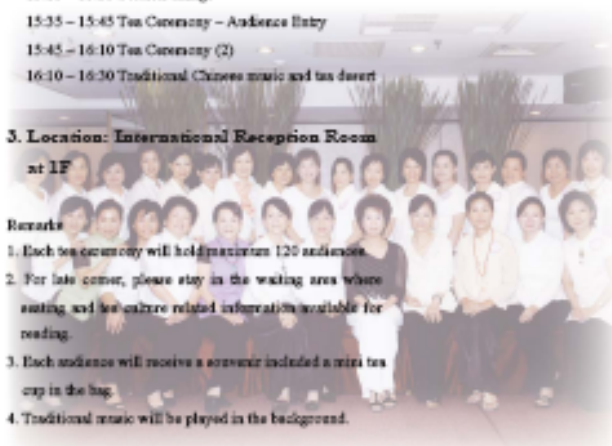 15:35 – 15:45 Tea Ceremony – Audience Entry
15:45 – 16:10 Tea Ceremony (2)
16:10 – 16:30 Traditional Chinese music and tea desert
3. Location: International Reception Room
at 1F
Remarks
1. Each tea ceremony will hold maximum 120 audiences.
2. For late comer, please stay in the waiting area where
seating and tea culture related information available for
reading.
3. Each audience will receive a souvenir included a mini tea
cup in the bag.
4. Traditional music will be played in the background.